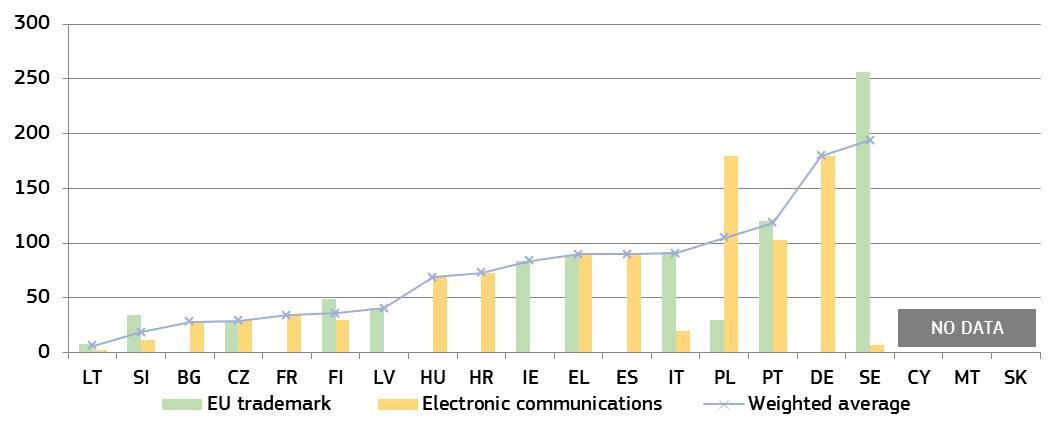 300
250
200
150
100
50
0
NO DATA
LT SI BG CZ FR FI LV HU HR IE EL ES IT PL PT DE SE CY MT SK
EU trademark Electronic communications Weighted average